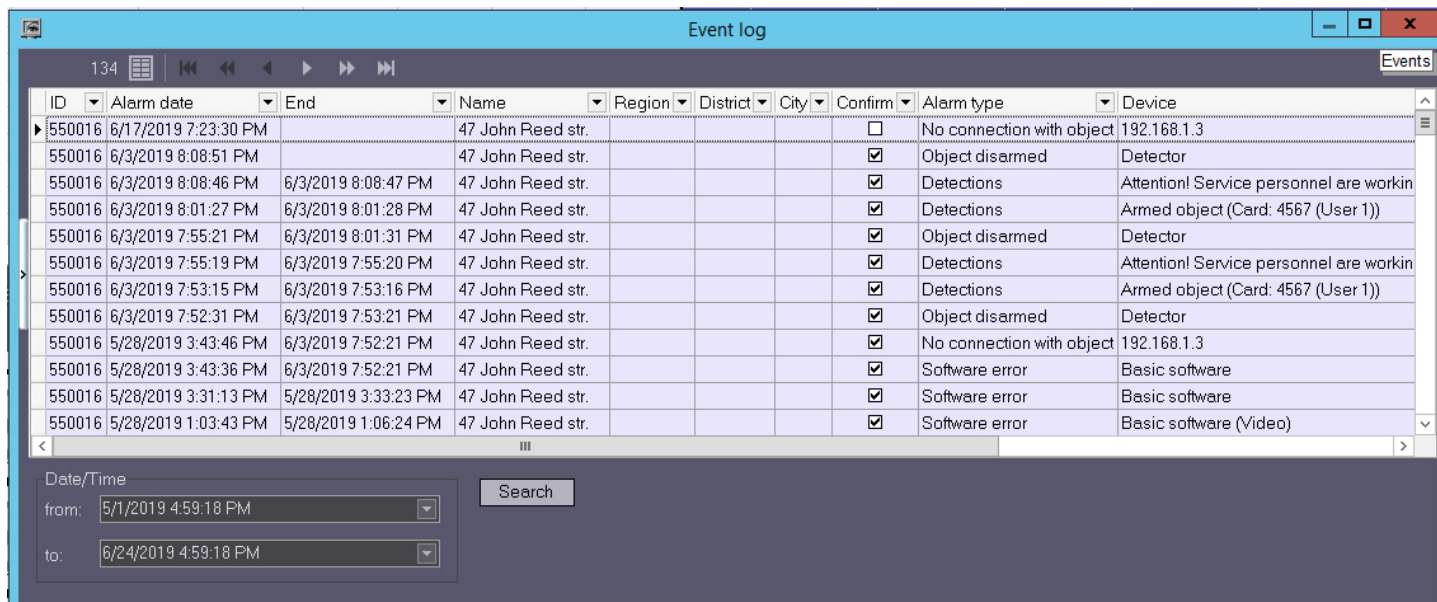 Event log
Events
134
ID Alarm date End Name Region District City Confirm Alarm type Device
550016 6/17/2019 7:23:30 PM 47 John Reed str. No connection with object 192.168.1.3
550016 6/3/2019 8:08:51 PM 47 John Reed str. Object disarmed Detector
550016 6/3/2019 8:08:46 PM 6/3/2019 8:08:47 PM 47 John Reed str. Detections Attention! Service personnel are workin
550016 6/3/2019 8:01:27 PM 6/3/2019 8:01:28 PM 47 John Reed str. Detections Armed object (Card: 4567 (User 1))
550016 6/3/2019 7:55:21 PM 6/3/2019 8:01:31 PM 47 John Reed str. Object disarmed Detector
550016 6/3/2019 7:55:19 PM 6/3/2019 7:55:20 PM 47 John Reed str. Detections Attention! Service personnel are workin
550016 6/3/2019 7:53:15 PM 6/3/2019 7:53:16 PM 47 John Reed str. Detections Armed object (Card: 4567 (User 1))
550016 6/3/2019 7:52:31 PM 6/3/2019 7:53:21 PM 47 John Reed str. Object disarmed Detector
550016 5/28/2019 3:43:46 PM 6/3/2019 7:52:21 PM 47 John Reed str. No connection with object 192.168.1.3
550016 5/28/2019 3:43:36 PM 6/3/2019 7:52:21 PM 47 John Reed str. Software error Basic software
550016 5/28/2019 3:31:13 PM 5/28/2019 3:33:23 PM 47 John Reed str. Software error Basic software
550016 5/28/2019 1:03:43 PM 5/28/2019 1:06:24 PM 47 John Reed str. Software error Basic software (Video)
Date/Time
from: 5/1/2019 4:59:18 PM
Search
to: 6/24/2019 4:59:18 PM